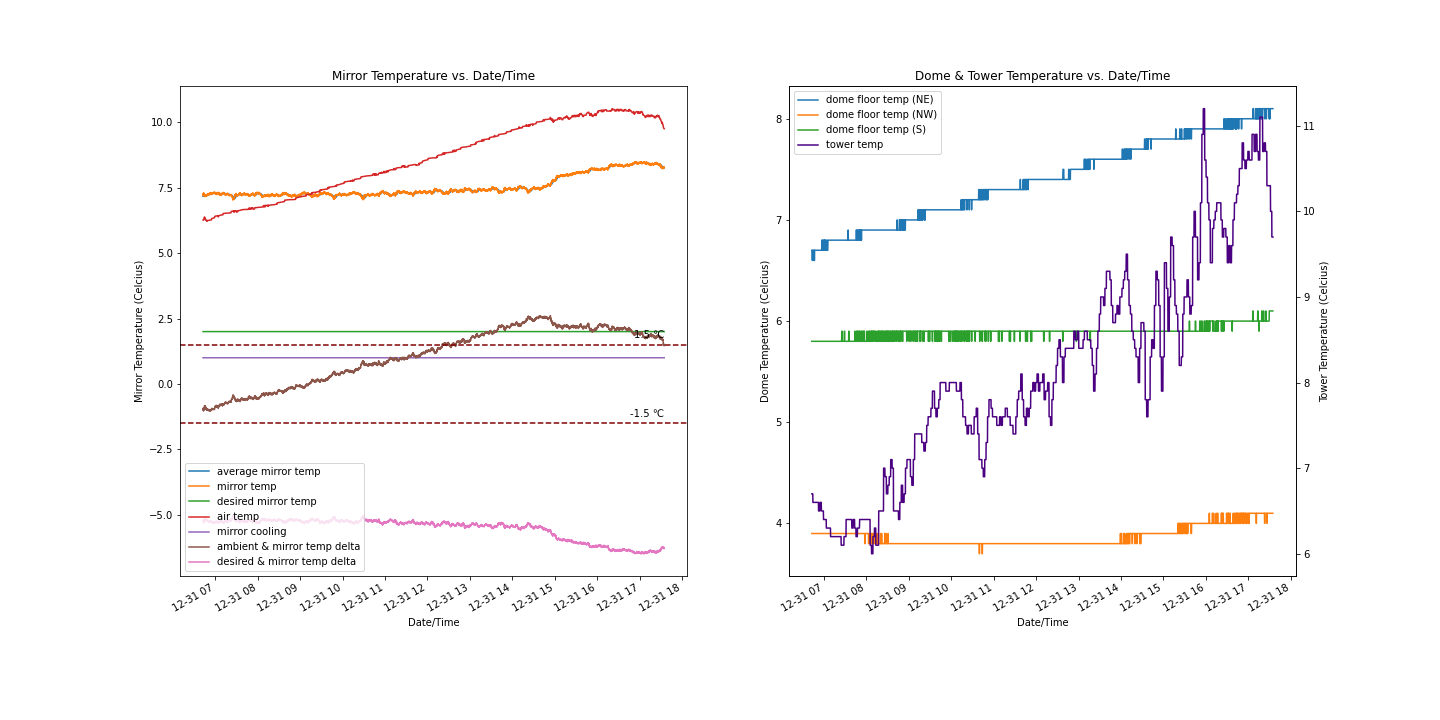 Mirror Temperature vs. Date/Time
Mirror Temperature (Celcius)
10.0
7.5
5.0
2.5
0.0
−2.5
−5.0
1.5 °C
-1.5 °C
average mirror temp
mirror temp
desired mirror temp
air temp
mirror cooling
ambient & mirror temp delta
desired & mirror temp delta
12-31 07
12-31 08
12-31 09
12-31 10
12-31 11
12-31 12
12-31 13
12-31 14
12-31 15
12-31 16
12-31 17
12-31 18
Date/Time
Dome & Tower Temperature vs. Date/Time
Dome Temperature (Celcius)
8
7
6
5
4
dome floor temp (NE)
dome floor temp (NW)
dome floor temp (S)
tower temp
11
10
9
8
7
6
Tower Temperature (Celcius)
12-31 07
12-31 08
12-31 09
12-31 10
12-31 11
12-31 12
12-31 13
12-31 14
12-31 15
12-31 16
12-31 17
12-31 18
Date/Time